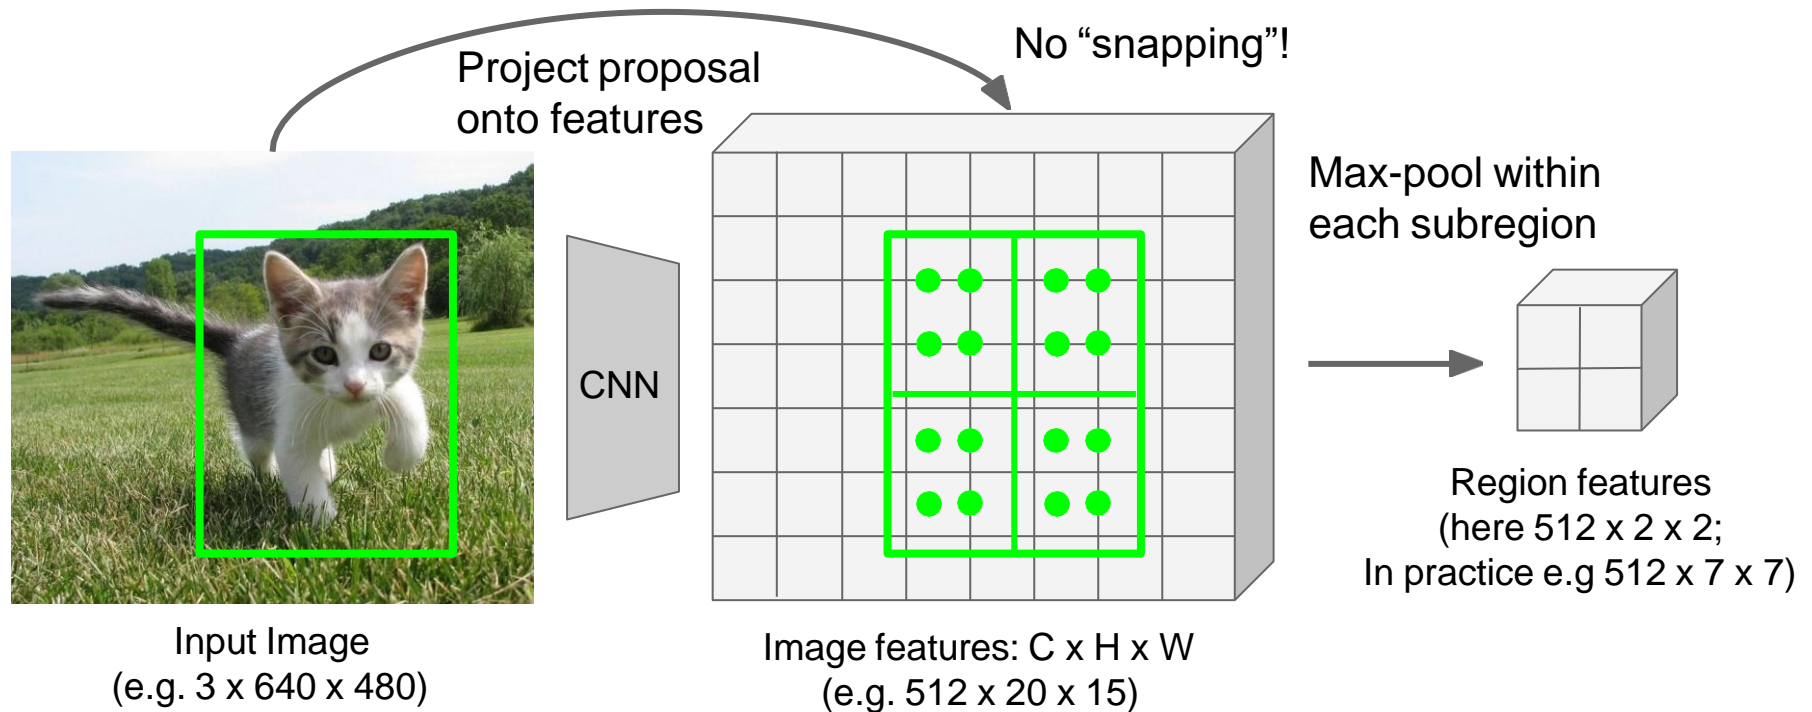 No “snapping”!
Project proposal
onto features
Max-pool within
each subregion
CNN
Region features
(here 512 x 2 x 2;
In practice e.g 512 x 7 x 7)
Input Image
(e.g. 3 x 640 x 480)
Image features: C x H x W
(e.g. 512 x 20 x 15)